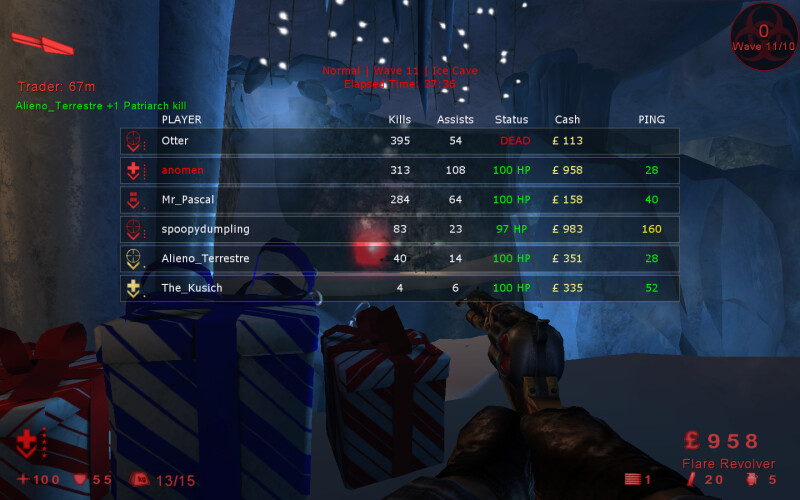 0
Wave 11/10
Normal | Wave 11 | Ice Cave
Elapsed Time: 37:36
Trader: 67m
Alieno_Terrestre +1 Patriarch kill
PLAYER Kills Assists Status Cash PING
Otter 395 54 DEAD £ 113
anomen 313 108 100 HP £ 958 28
Mr_Pascal 284 64 100 HP £ 158 40
spoopydumpling 83 23 97 HP £ 983 160
Alieno_Terrestre 40 14 100 HP £ 351 28
The_Kusich 4 6 100 HP £ 335 52
£ 958
Flare Revolver
100 55 13/15 1 20 5